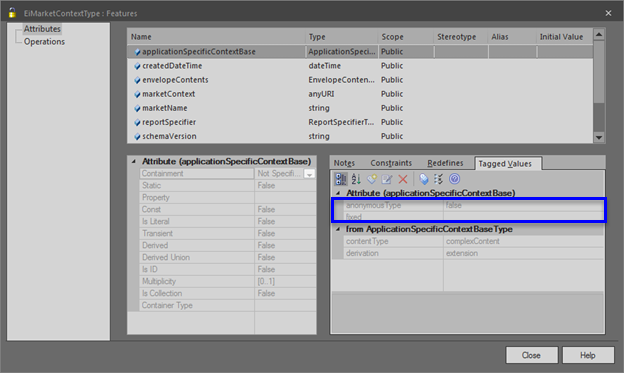 EiMarketContextType : Features
Attributes
Operations
Name Type Scope Stereotype Alias Initial Value
applicationSpecificContextBase ApplicationSpeci... Public
createdDateTime dateTime Public
envelopeContents EnvelopeConten... Public
marketContext anyURI Public
marketName string Public
reportSpecifier ReportSpecifierT... Public
schemaVersion string Public
Attribute (applicationSpecificContextBase)
Containment Not Specifi...
Static False
Property
Const False
Is Literal False
Transient False
Derived False
Derived Union False
Is ID False
Multiplicity [0..1]
Is Collection False
Container Type
Notes Constraints Redefines Tagged Values
Attribute (applicationSpecificContextBase)
anonymousType false
fixed
from ApplicationSpecificContextBaseType
contentType complexContent
derivation extension
Close Help